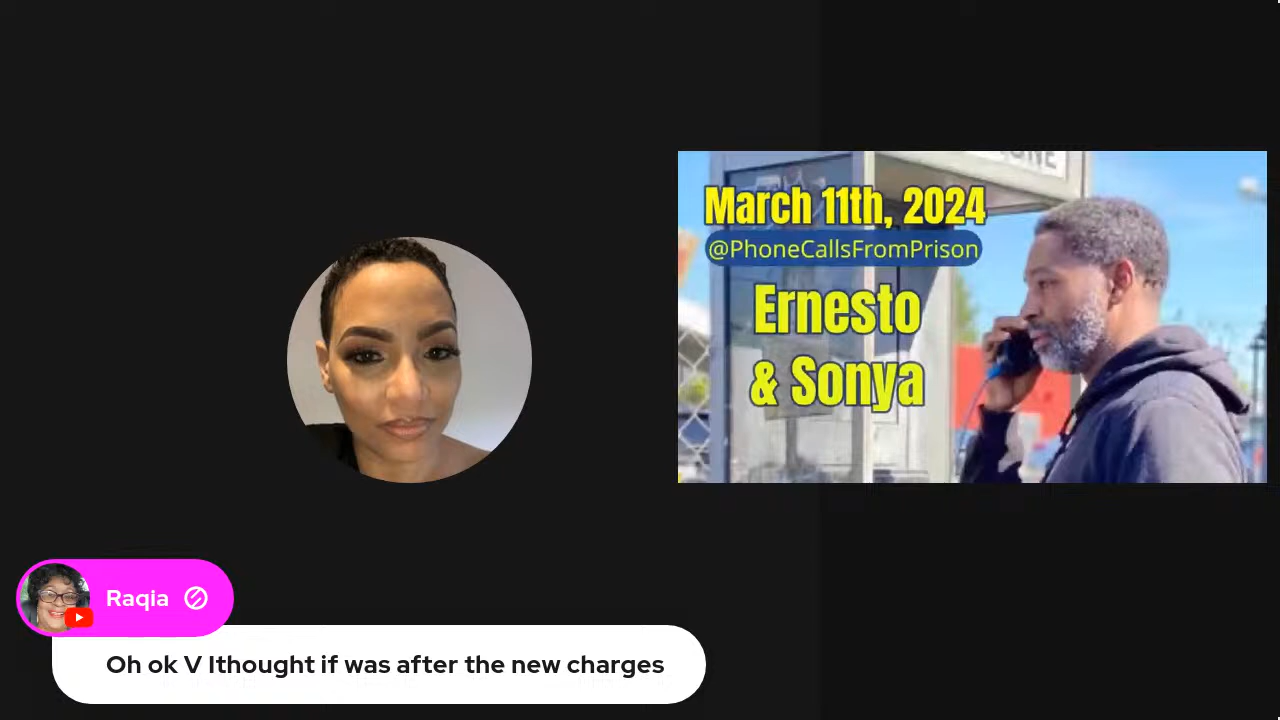 March 11th, 2024
@PhoneCallsFromPrison
Ernesto
& Sonya
Raqia
Oh ok V Ithought if was after the new charges